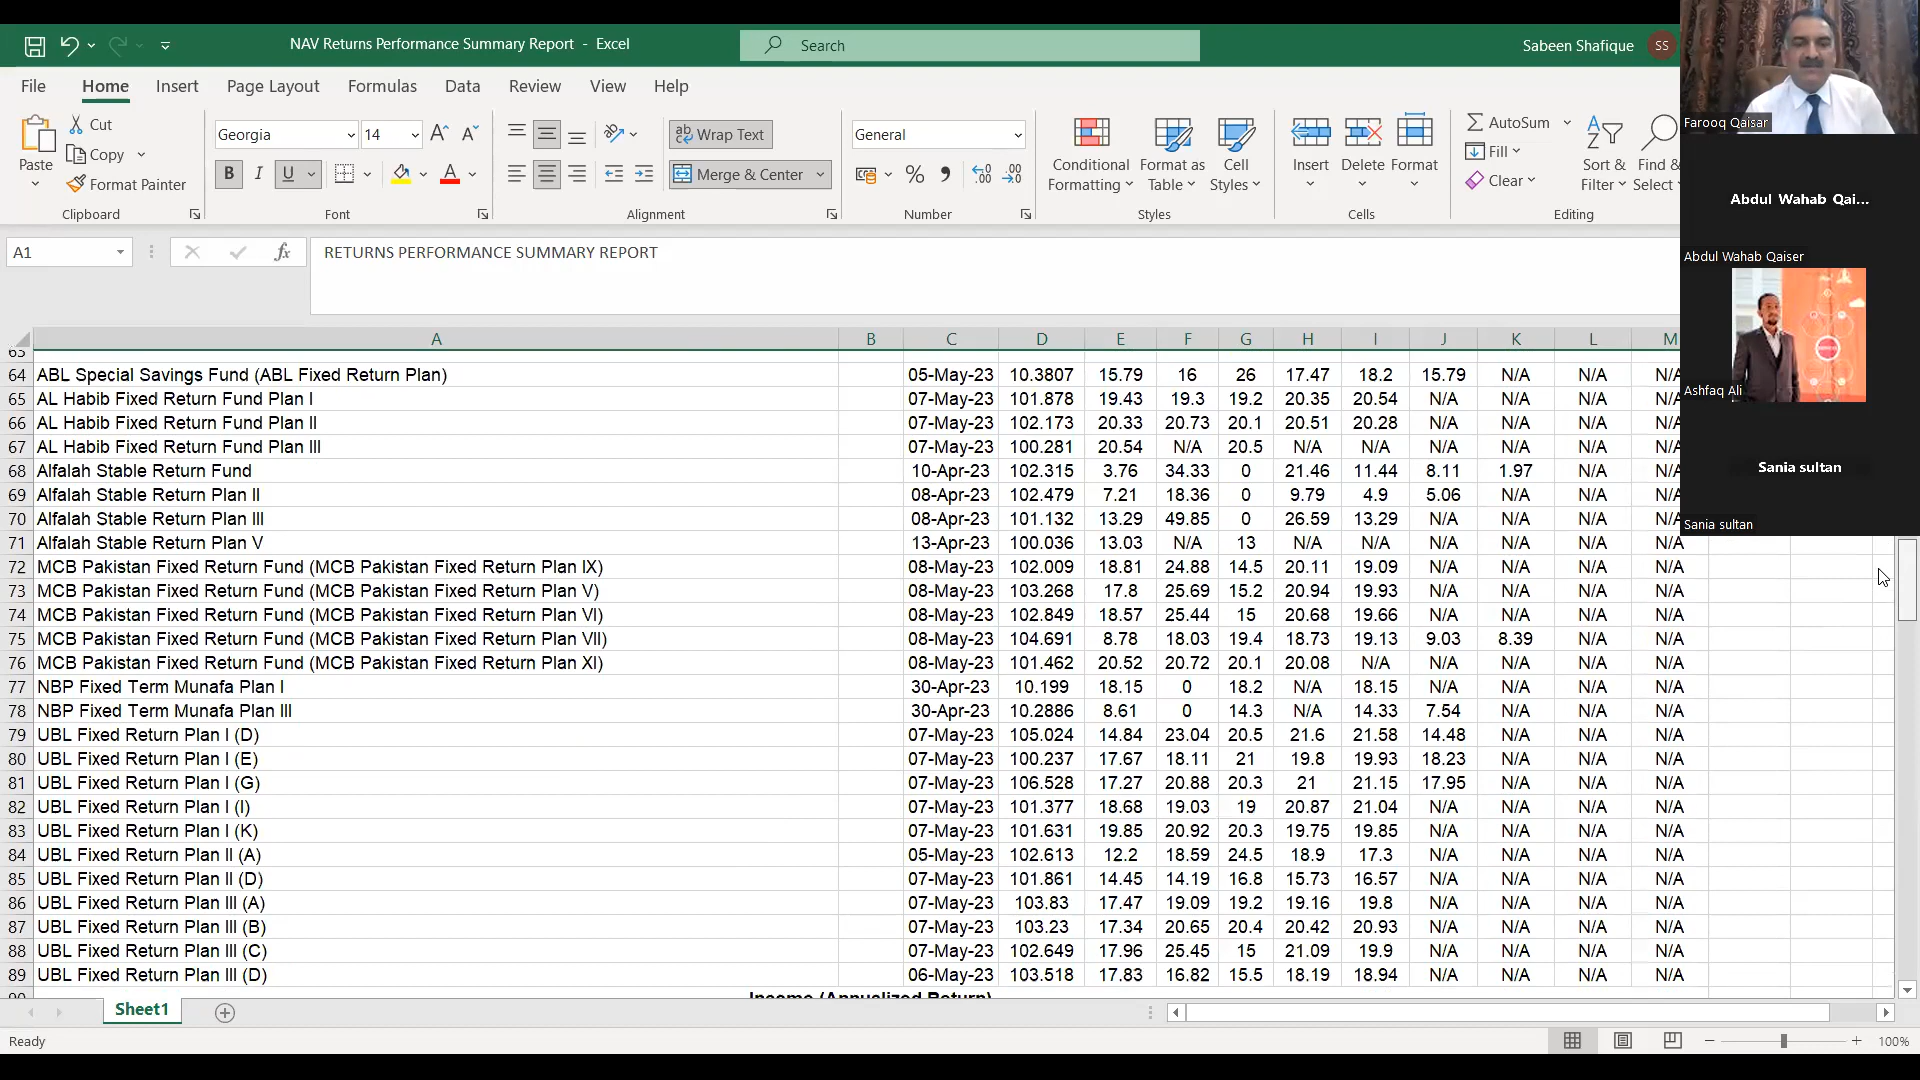 NAV Returns Performance Summary Report - Excel
Search
Sabeen Shafique SS
File Home Insert Page Layout Formulas Data Review View Help
Paste
Cut
Copy
Format Painter
Clipboard
Georgia 14
B I U
Font
Wrap Text
Merge & Center
Alignment
General
Number
Conditional Formatting
Format as Table
Cell Styles
Styles
Insert Delete Format
Cells
AutoSum
Fill
Clear
Sort & Filter
Find & Select
Editing
Farooq Qaisar
Abdul Wahab Qai...
Abdul Wahab Qaiser
Ashfaq Ali
Sania sultan
Sania sultan
A1 fx RETURNS PERFORMANCE SUMMARY REPORT
A B C D E F G H I J K L M
63
64 ABL Special Savings Fund (ABL Fixed Return Plan) 05-May-23 10.3807 15.79 16 26 17.47 18.2 15.79 N/A N/A N/A
65 AL Habib Fixed Return Fund Plan I 07-May-23 101.878 19.43 19.3 19.2 20.35 20.54 N/A N/A N/A N/A
66 AL Habib Fixed Return Fund Plan II 07-May-23 102.173 20.33 20.73 20.1 20.51 20.28 N/A N/A N/A N/A
67 AL Habib Fixed Return Fund Plan III 07-May-23 100.281 20.54 N/A 20.5 N/A N/A N/A N/A N/A N/A
68 Alfalah Stable Return Fund 10-Apr-23 102.315 3.76 34.33 0 21.46 11.44 8.11 1.97 N/A N/A
69 Alfalah Stable Return Plan II 08-Apr-23 102.479 7.21 18.36 0 9.79 4.9 5.06 N/A N/A N/A
70 Alfalah Stable Return Plan III 08-Apr-23 101.132 13.29 49.85 0 26.59 13.29 N/A N/A N/A N/A
71 Alfalah Stable Return Plan V 13-Apr-23 100.036 13.03 N/A 13 N/A N/A N/A N/A N/A N/A
72 MCB Pakistan Fixed Return Fund (MCB Pakistan Fixed Return Plan IX) 08-May-23 102.009 18.81 24.88 14.5 20.11 19.09 N/A N/A N/A N/A
73 MCB Pakistan Fixed Return Fund (MCB Pakistan Fixed Return Plan V) 08-May-23 103.268 17.8 25.69 15.2 20.94 19.93 N/A N/A N/A N/A
74 MCB Pakistan Fixed Return Fund (MCB Pakistan Fixed Return Plan VI) 08-May-23 102.849 18.57 25.44 15 20.68 19.66 N/A N/A N/A N/A
75 MCB Pakistan Fixed Return Fund (MCB Pakistan Fixed Return Plan VII) 08-May-23 104.691 8.78 18.03 19.4 18.73 19.13 9.03 8.39 N/A N/A
76 MCB Pakistan Fixed Return Fund (MCB Pakistan Fixed Return Plan XI) 08-May-23 101.462 20.52 20.72 20.1 20.08 N/A N/A N/A N/A N/A
77 NBP Fixed Term Munafa Plan I 30-Apr-23 10.199 18.15 0 18.2 N/A 18.15 N/A N/A N/A N/A
78 NBP Fixed Term Munafa Plan III 30-Apr-23 10.2886 8.61 0 14.3 N/A 14.33 7.54 N/A N/A N/A
79 UBL Fixed Return Plan I (D) 07-May-23 105.024 14.84 23.04 20.5 21.6 21.58 14.48 N/A N/A N/A
80 UBL Fixed Return Plan I (E) 07-May-23 100.237 17.67 18.11 21 19.8 19.93 18.23 N/A N/A N/A
81 UBL Fixed Return Plan I (G) 07-May-23 106.528 17.27 20.88 20.3 21 21.15 17.95 N/A N/A N/A
82 UBL Fixed Return Plan I (I) 07-May-23 101.377 18.68 19.03 19 20.87 21.04 N/A N/A N/A N/A
83 UBL Fixed Return Plan I (K) 07-May-23 101.631 19.85 20.92 20.3 19.75 19.85 N/A N/A N/A N/A
84 UBL Fixed Return Plan II (A) 05-May-23 102.613 12.2 18.59 24.5 18.9 17.3 N/A N/A N/A N/A
85 UBL Fixed Return Plan II (D) 07-May-23 101.861 14.45 14.19 16.8 15.73 16.57 N/A N/A N/A N/A
86 UBL Fixed Return Plan III (A) 07-May-23 103.83 17.47 19.09 19.2 19.16 19.8 N/A N/A N/A N/A
87 UBL Fixed Return Plan III (B) 07-May-23 103.23 17.34 20.65 20.4 20.42 20.93 N/A N/A N/A N/A
88 UBL Fixed Return Plan III (C) 07-May-23 102.649 17.96 25.45 15 21.09 19.9 N/A N/A N/A N/A
89 UBL Fixed Return Plan III (D) 06-May-23 103.518 17.83 16.82 15.5 18.19 18.94 N/A N/A N/A N/A
90 Income (Annualized Return)
Sheet1
Ready 100%